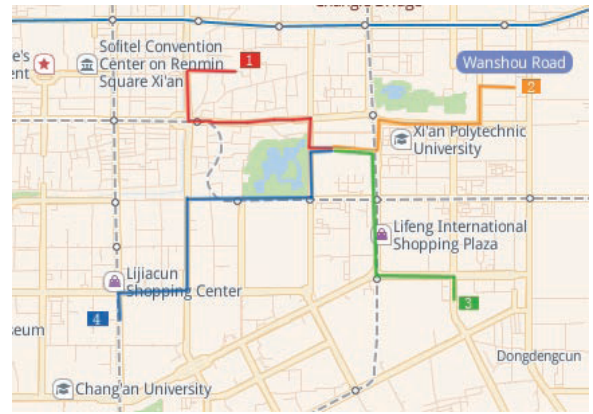 Solitel Convention
Center on Renmin
Square Xi'an
1
Wanshou Road
2
Xi'an Polytechnic
University
Lifeng International
Shopping Plaza
Lijiacun
Shopping Center
4
3
Dongdengcun
Chang'an University